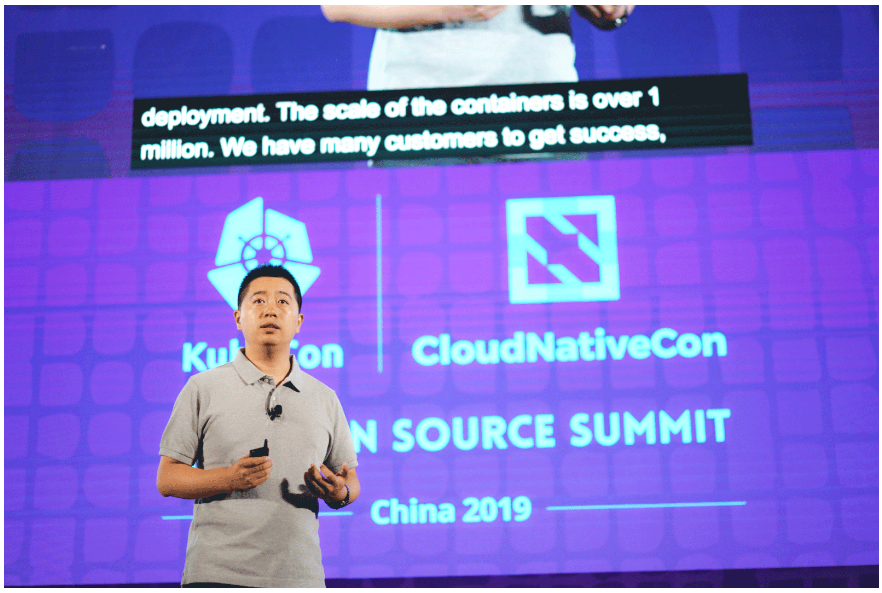 deployment. The scale of the containers is over 1
million. We have many customers to get success,
CloudNativeCon
SOURCE SUMMIT
China 2019